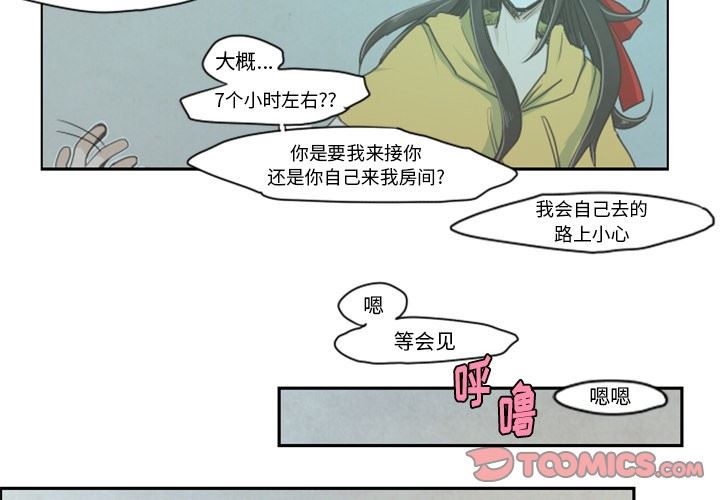 大概...
7个小时左右??
你是要我来接你
还是你自己来我房间?
我会自己去的
路上小心
嗯
等会见
呼噜
嗯嗯
TOOMICS.com